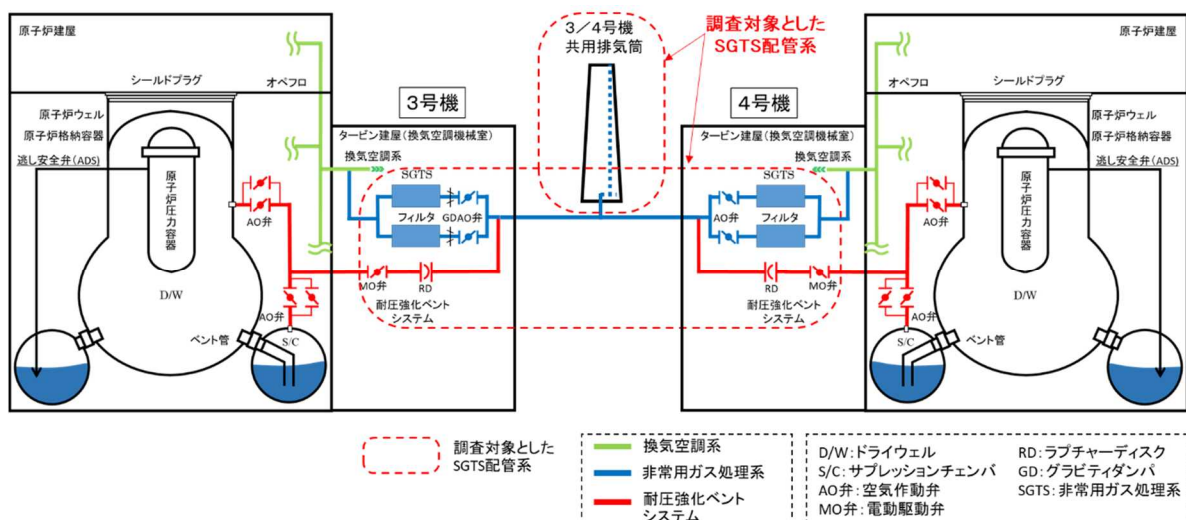 原子炉建屋
シールドプラグ
オペフロ
原子炉ウェル
原子炉格納容器
逃し安全弁(ADS)
原子炉圧力容器
AO弁
D/W
AO弁
ベント管
S/C
3号機
タービン建屋(換気空調機械室)
換気空調系
SGTS
フィルタ
GD
AO弁
MO弁
RD
耐圧強化ベント
システム
3/4号機
共用排気筒
調査対象とした
SGTS配管系
4号機
タービン建屋(換気空調機械室)
換気空調系
SGTS
AO弁
フィルタ
RD
MO弁
耐圧強化ベント
システム
原子炉建屋
オペフロ
シールドプラグ
原子炉ウェル
原子炉格納容器
逃し安全弁(ADS)
原子炉圧力容器
AO弁
D/W
AO弁
S/C
ベント管
調査対象とした
SGTS配管系
換気空調系
非常用ガス処理系
耐圧強化ベント
システム
D/W:ドライウェル
S/C:サプレッションチェンバ
AO弁:空気作動弁
MO弁:電動駆動弁
RD:ラプチャーディスク
GD:グラビティダンパ
SGTS:非常用ガス処理系